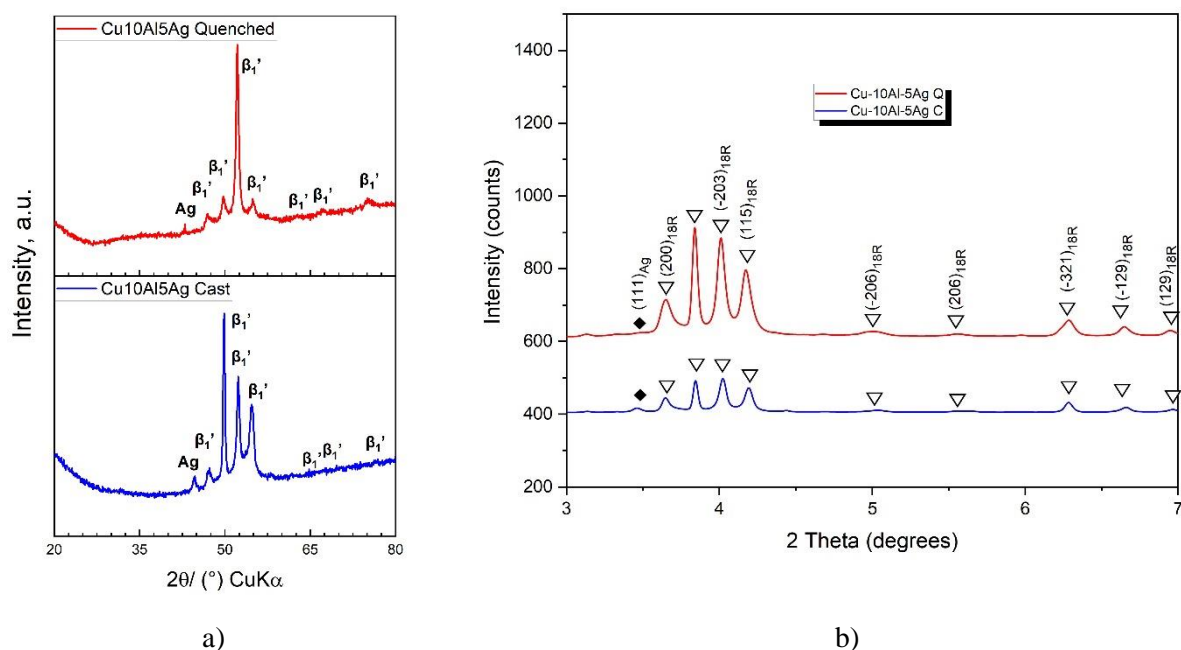 Cu10Al5Ag Quenched
β₁’
β₁’
β₁’
β₁’
β₁’
β₁’
β₁’
Ag
Cu10Al5Ag Cast
β₁’
β₁’
β₁’
β₁’
β₁’
β₁’
β₁’
Ag
Intensity, a.u.
20 35 50 65 80
2θ/ (°) CuKα
a)
1400
1200
1000
800
600
400
200
Intensity (counts)
Cu-10Al-5Ag Q
Cu-10Al-5Ag C
(111)Ag
(200)18R
(-203)18R
(115)18R
(-206)18R
(206)18R
(-321)18R
(-129)18R
(129)18R
3 4 5 6 7
2 Theta (degrees)
b)